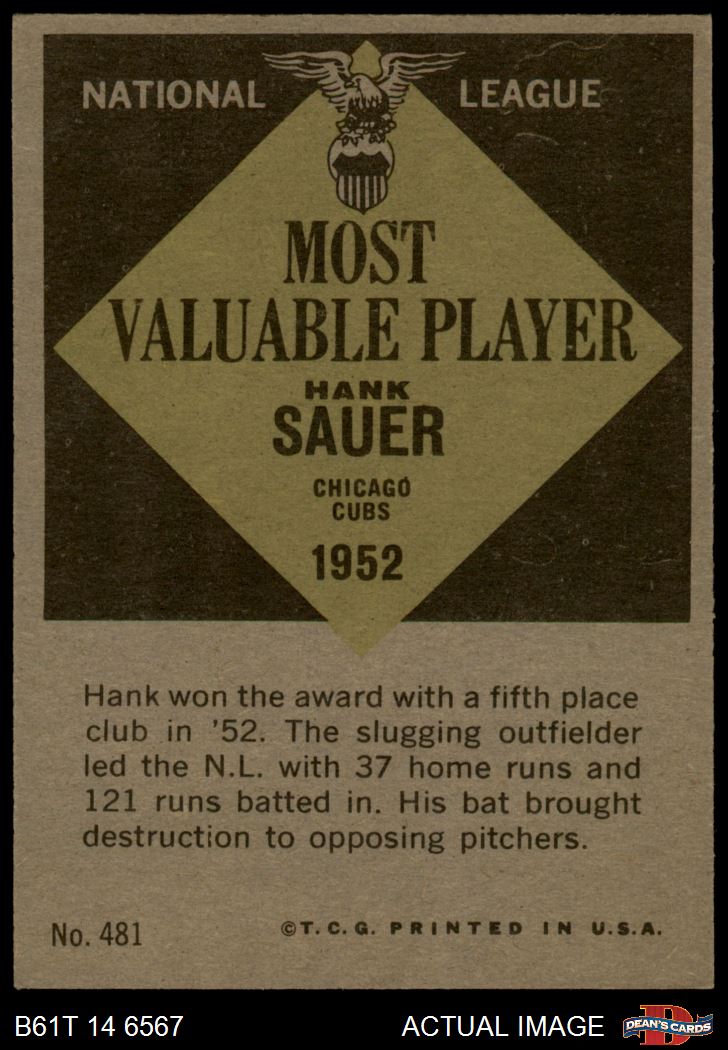 NATIONAL LEAGUE
MOST
VALUABLE PLAYER
HANK
SAUER
CHICAGO
CUBS
1952
Hank won the award with a fifth place
club in '52. The slugging outfielder
led the N.L. with 37 home runs and
121 runs batted in. His bat brought
destruction to opposing pitchers.
No. 481
©T.C.G. PRINTED IN U.S.A.
B61T 14 6567
ACTUAL IMAGE
D
DEAN'S CARDS